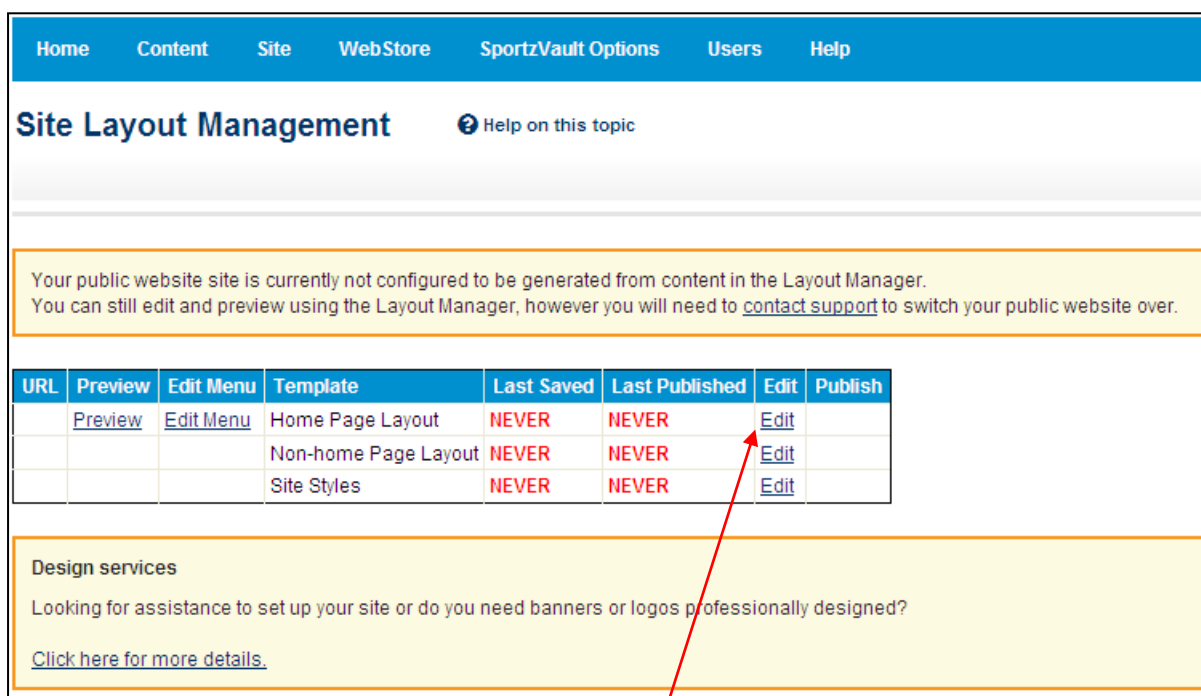 Home Content Site WebStore SportzVault Options Users Help
Site Layout Management Help on this topic
Your public website site is currently not configured to be generated from content in the Layout Manager.
You can still edit and preview using the Layout Manager, however you will need to contact support to switch your public website over.
URL Preview Edit Menu Template Last Saved Last Published Edit Publish
Preview Edit Menu Home Page Layout NEVER NEVER Edit
Non-home Page Layout NEVER NEVER Edit
Site Styles NEVER NEVER Edit
Design services
Looking for assistance to set up your site or do you need banners or logos professionally designed?
Click here for more details.